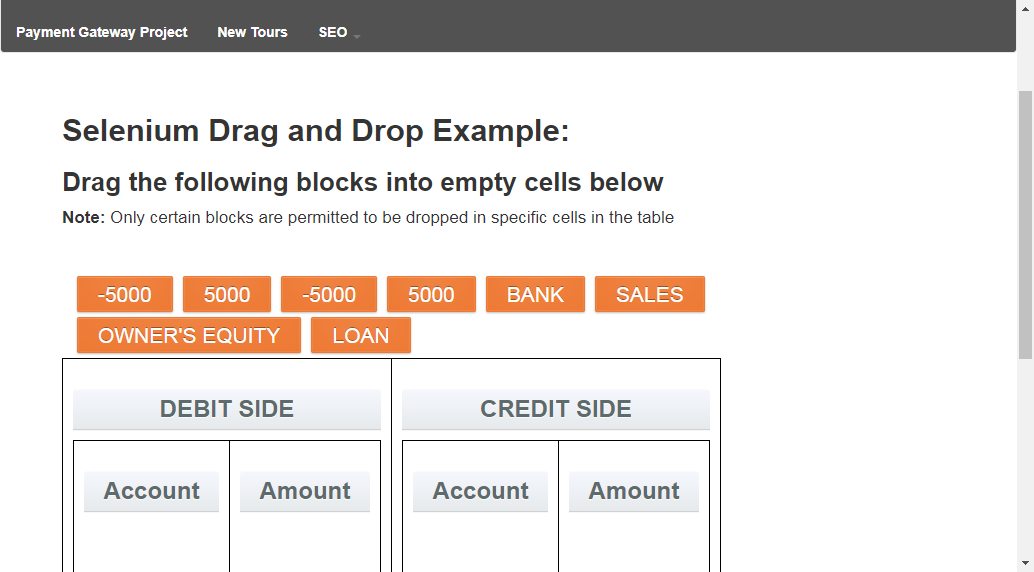 Payment Gateway Project New Tours SEO
Selenium Drag and Drop Example:
Drag the following blocks into empty cells below
Note: Only certain blocks are permitted to be dropped in specific cells in the table
-5000 5000 -5000 5000 BANK SALES
OWNER'S EQUITY LOAN
DEBIT SIDE CREDIT SIDE
Account Amount Account Amount